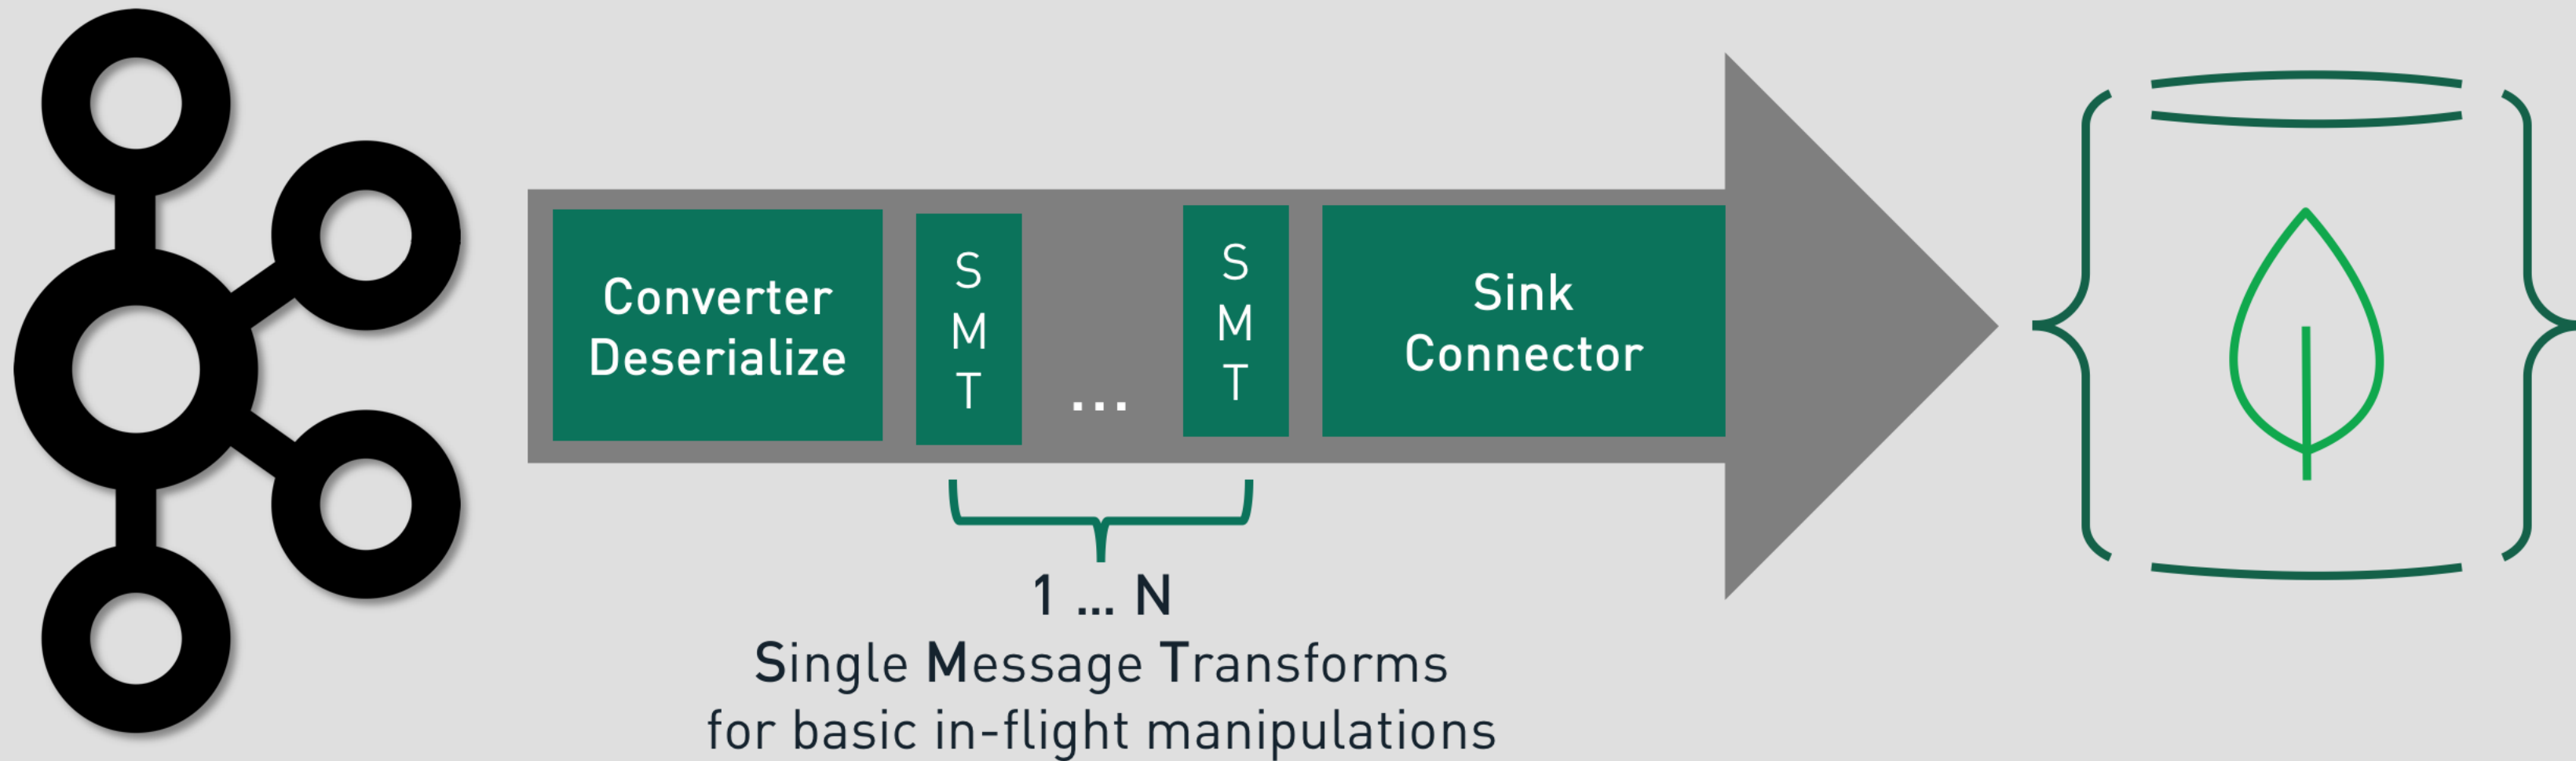 Converter
Deserialize
S
M
T
...
S
M
T
Sink
Connector
1 ... N
Single Message Transforms
for basic in-flight manipulations